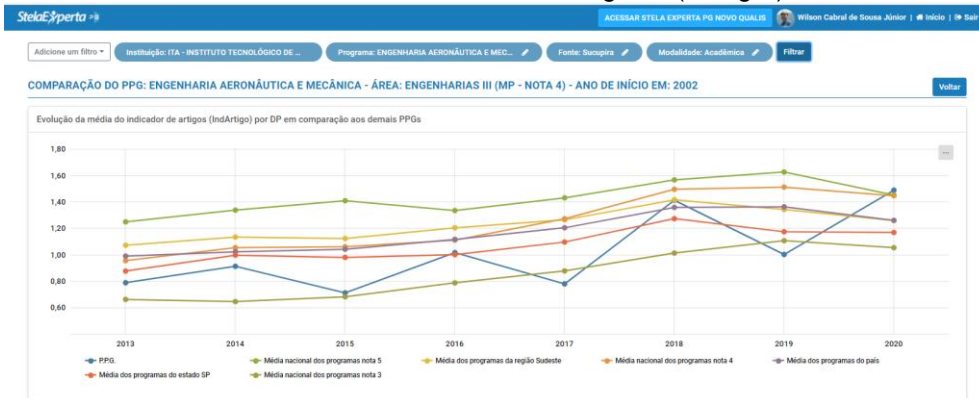 StelaExperta
ACESSAR STELA EXPERTA PG NOVO QUALIS
Wilson Cabral de Sousa Júnior | Início | Sair
Adicione um filtro
Instituição: ITA - INSTITUTO TECNOLÓGICO DE ...
Programa: ENGENHARIA AERONÁUTICA E MEC...
Fonte: Sucupira
Modalidade: Acadêmica
Filtrar
COMPARAÇÃO DO PPG: ENGENHARIA AERONÁUTICA E MECÂNICA - ÁREA: ENGENHARIAS III (MP - NOTA 4) - ANO DE INÍCIO EM: 2002
Voltar
Evolução da média do indicador de artigos (IndArtigo) por DP em comparação aos demais PPGs
1,80
1,60
1,40
1,20
1,00
0,80
0,60
2013 2014 2015 2016 2017 2018 2019 2020
P.P.G. Média nacional dos programas nota 5 Média dos programas da região Sudeste Média nacional dos programas nota 4 Média dos programas do país
Média dos programas do estado SP Média nacional dos programas nota 3